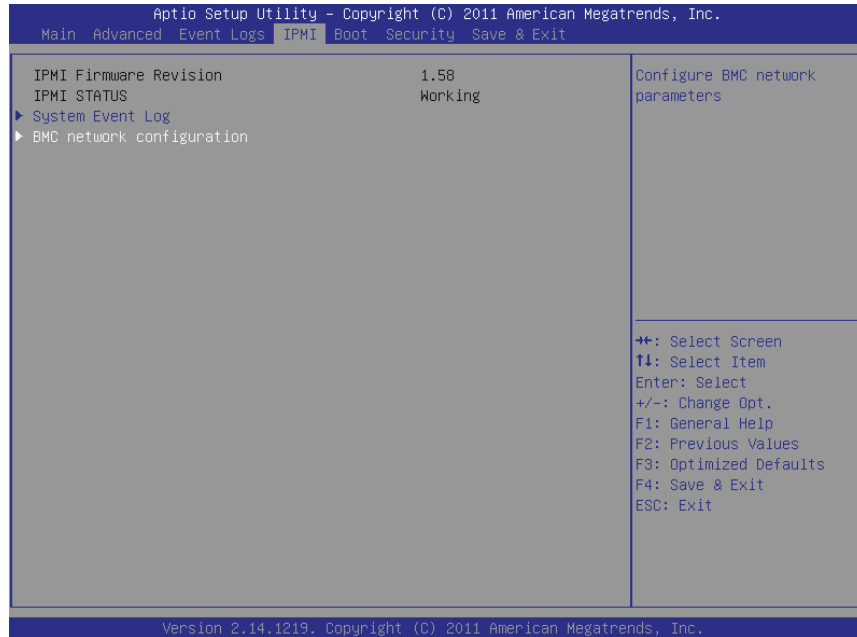 Aptio Setup Utility – Copyright (C) 2011 American Megatrends, Inc.
Main Advanced Event Logs IPMI Boot Security Save & Exit
IPMI Firmware Revision 1.58
IPMI STATUS Working
▶ System Event Log
▶ BMC network configuration
Configure BMC network
parameters
→←: Select Screen
↑↓: Select Item
Enter: Select
+/-: Change Opt.
F1: General Help
F2: Previous Values
F3: Optimized Defaults
F4: Save & Exit
ESC: Exit
Version 2.14.1219. Copyright (C) 2011 American Megatrends, Inc.